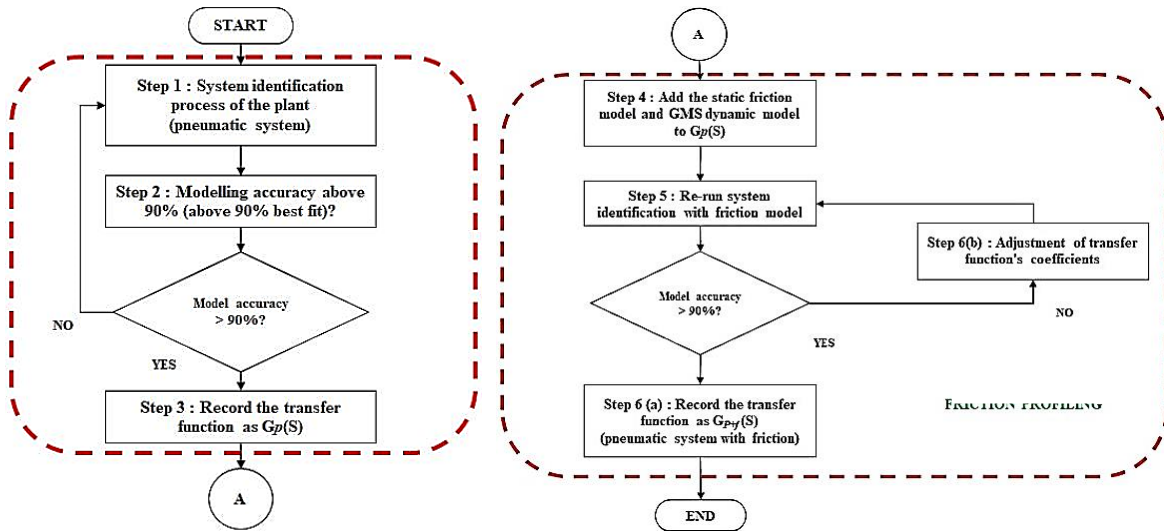 START
Step 1 : System identification
process of the plant
(pneumatic system)
Step 2 : Modelling accuracy above
90% (above 90% best fit)?
Model accuracy
> 90%?
NO
YES
Step 3 : Record the transfer
function as Gp(S)
A
A
Step 4 : Add the static friction
model and GMS dynamic model
to Gp(S)
Step 5 : Re-run system
identification with friction model
Step 6(b) : Adjustment of transfer
function's coefficients
Model accuracy
> 90%?
NO
YES
Step 6 (a) : Record the transfer
function as Gp+f(S)
(pneumatic system with friction)
FRICTION PROFILING
END